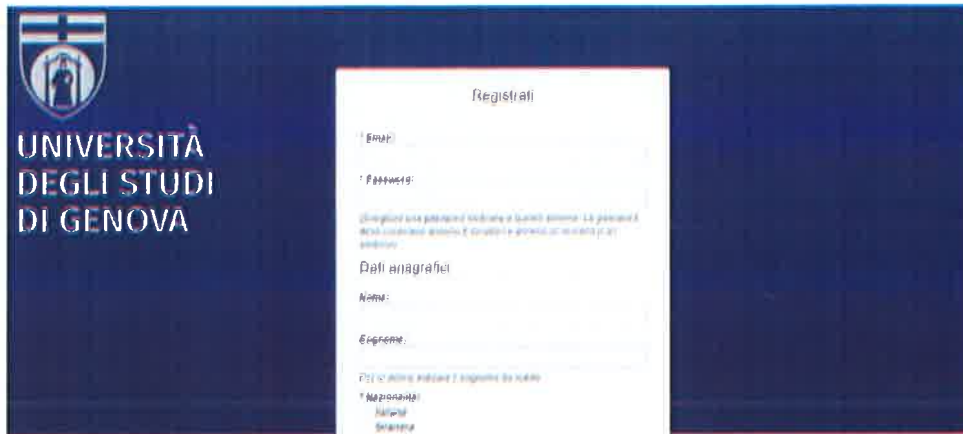 UNIVERSITÀ
DEGLI STUDI
DI GENOVA
Registrati
* Email:
* Password:
Dati anagrafici
Nome:
Cognome:
* Nazionalità:
Italiana
Straniera